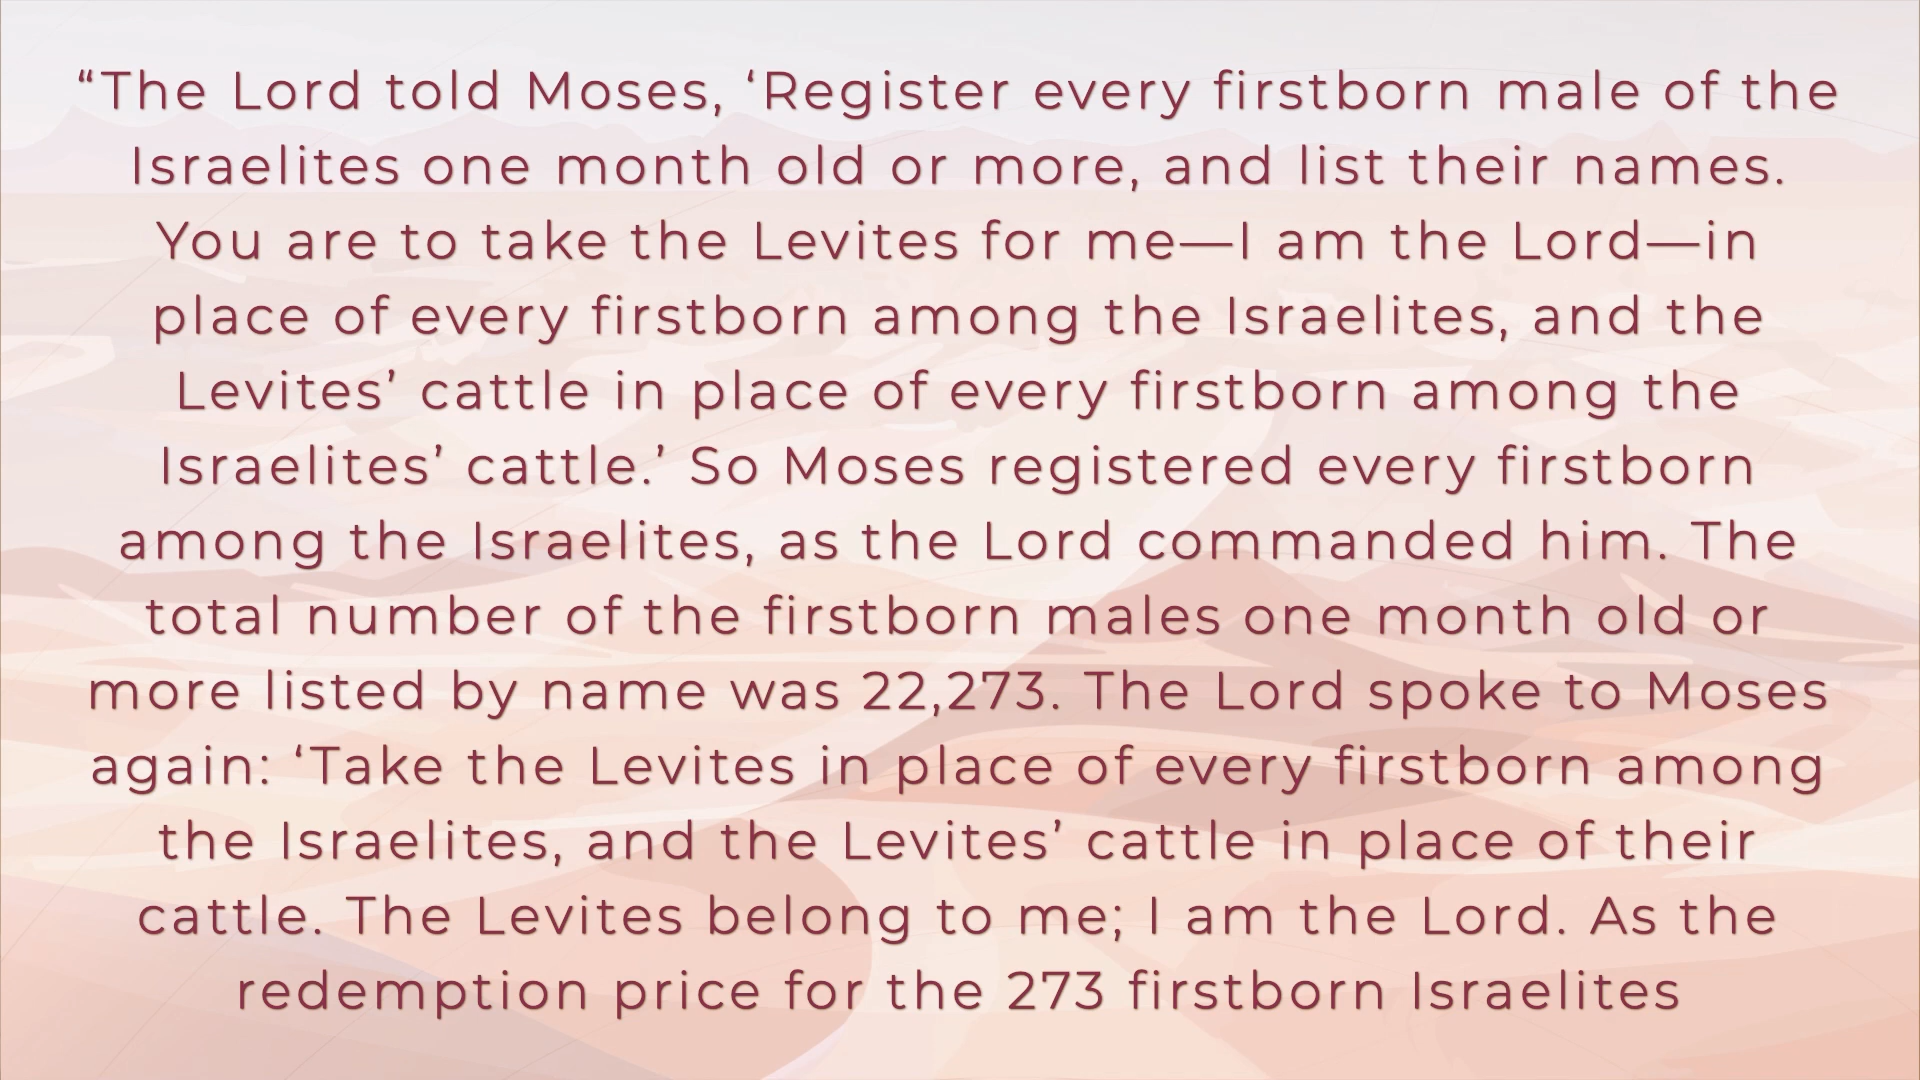 “The Lord told Moses, ‘Register every firstborn male of the
Israelites one month old or more, and list their names.
You are to take the Levites for me—I am the Lord—in
place of every firstborn among the Israelites, and the
Levites’ cattle in place of every firstborn among the
Israelites’ cattle.’ So Moses registered every firstborn
among the Israelites, as the Lord commanded him. The
total number of the firstborn males one month old or
more listed by name was 22,273. The Lord spoke to Moses
again: ‘Take the Levites in place of every firstborn among
the Israelites, and the Levites’ cattle in place of their
cattle. The Levites belong to me; I am the Lord. As the
redemption price for the 273 firstborn Israelites